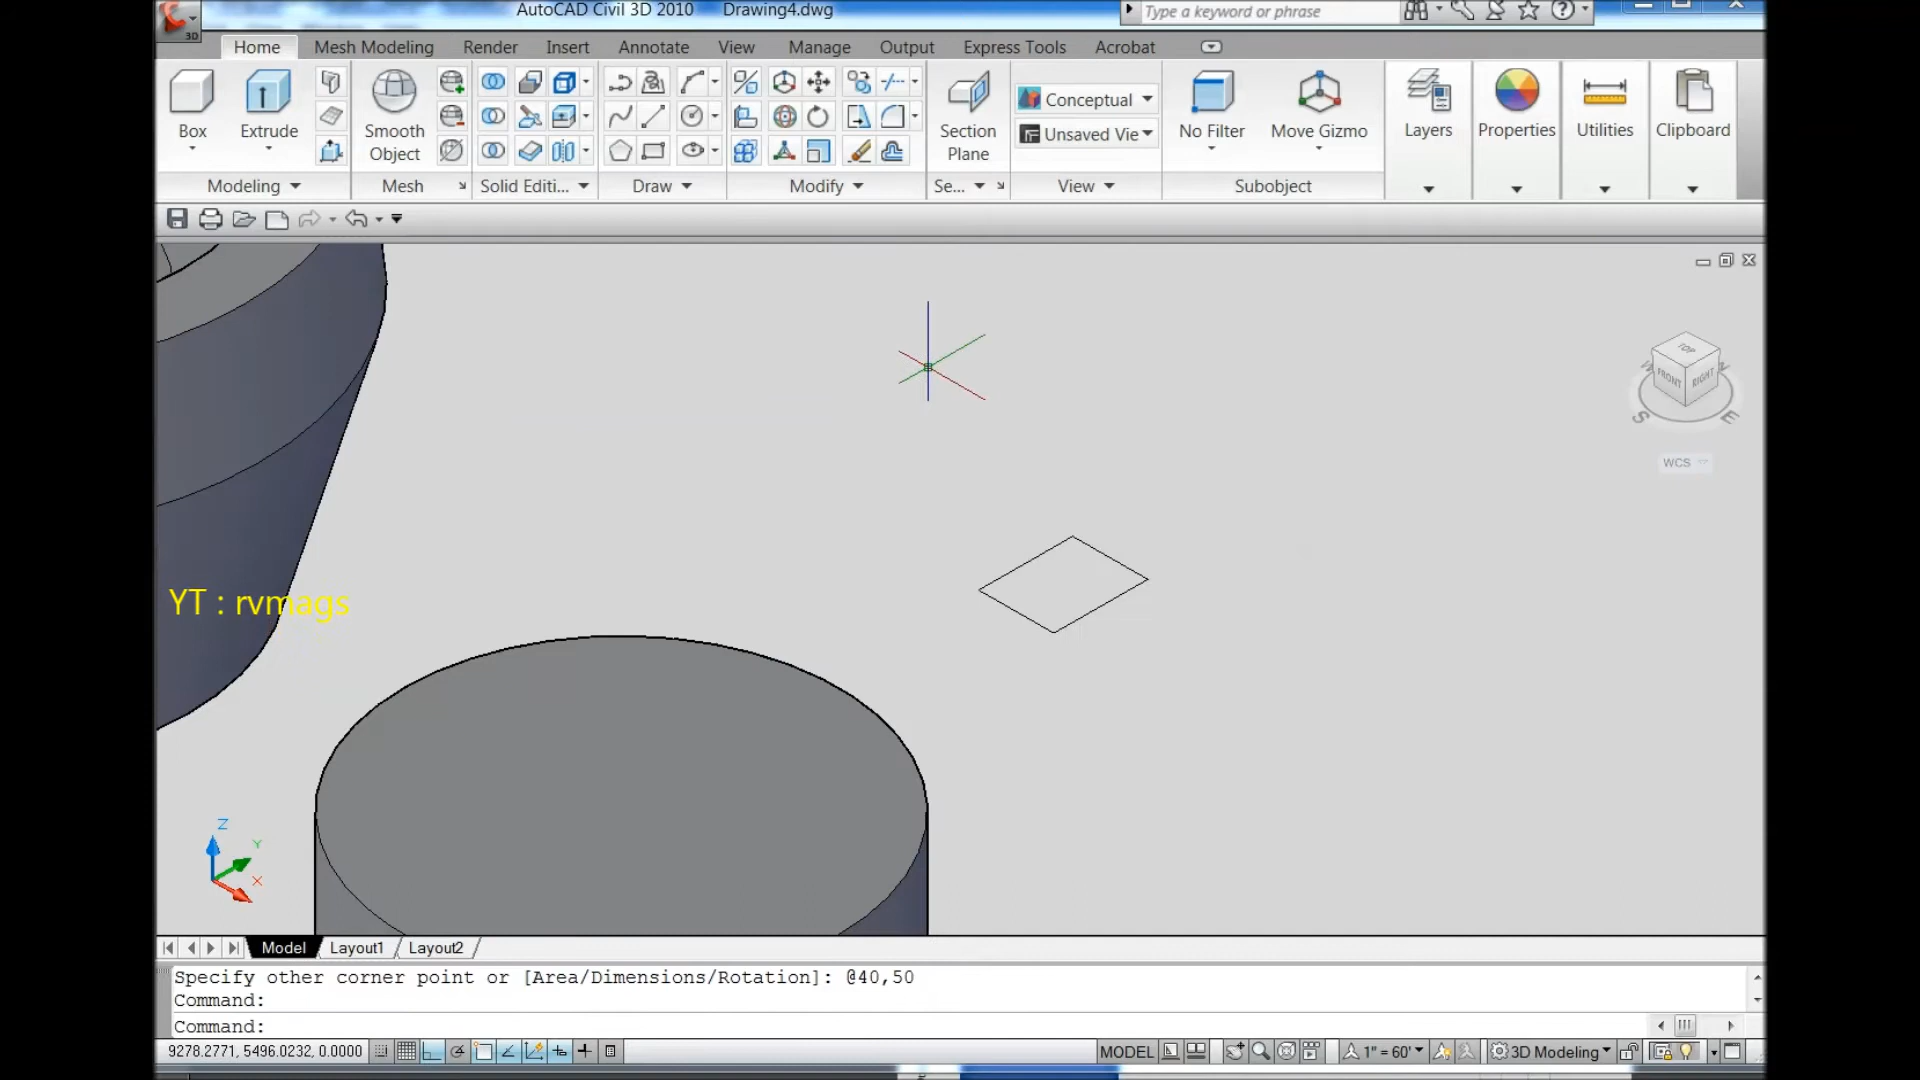 AutoCAD Civil 3D 2010 Drawing4.dwg
Type a keyword or phrase
3D
Home Mesh Modeling Render Insert Annotate View Manage Output Express Tools Acrobat
Box Extrude Smooth Object Section Plane Conceptual Unsaved Vie No Filter Move Gizmo Layers Properties Utilities Clipboard
Modeling Mesh Solid Editi... Draw Modify Se... View Subobject
TOP
FRONT RIGHT
S E
WCS
YT : rvmags
Z
Y
X
Model Layout1 Layout2
Specify other corner point or [Area/Dimensions/Rotation]: @40,50
Command:
Command:
9278.2771, 5496.0232, 0.0000 MODEL 1" = 60' 3D Modeling